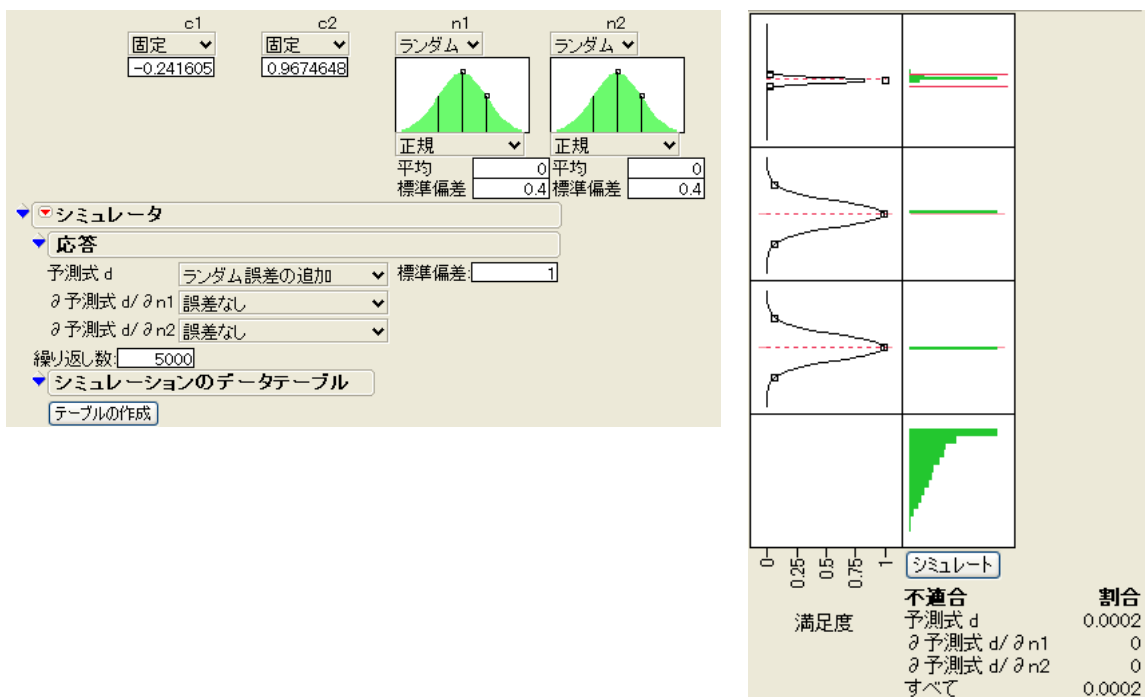 c1 c2 n1 n2
固定 固定 ランダム ランダム
-0.241605 0.9674648
正規 正規
平均 0 平均 0
標準偏差 0.4 標準偏差 0.4
シミュレータ
応答
予測式 d ランダム誤差の追加 標準偏差: 1
∂予測式 d/∂n1 誤差なし
∂予測式 d/∂n2 誤差なし
繰り返し数: 5000
シミュレーションのデータテーブル
テーブルの作成
0 0.25 0.5 0.75 1
満足度
シミュレート
不適合 割合
予測式 d 0.0002
∂予測式 d/∂n1 0
∂予測式 d/∂n2 0
すべて 0.0002